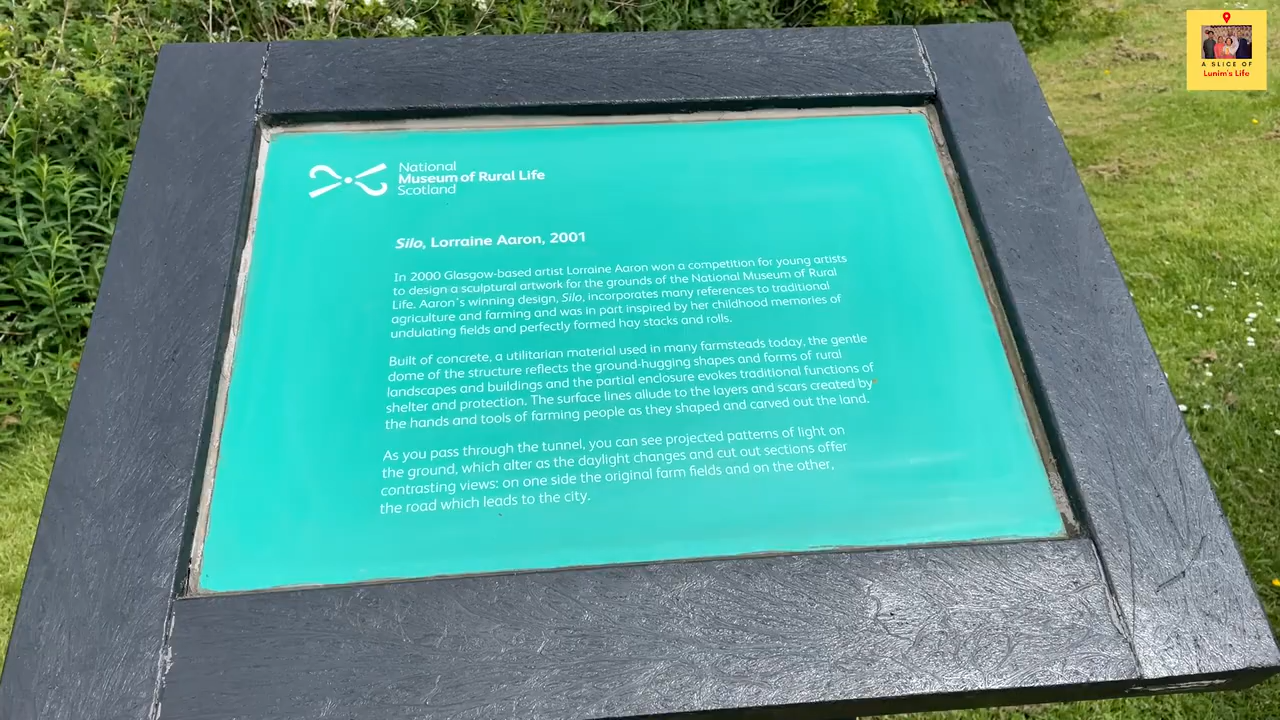 National
Museum of Rural Life
Scotland
Silo, Lorraine Aaron, 2001
In 2000 Glasgow-based artist Lorraine Aaron won a competition for young artists
to design a sculptural artwork for the grounds of the National Museum of Rural
Life. Aaron's winning design, Silo, incorporates many references to traditional
agriculture and farming and was in part inspired by her childhood memories of
undulating fields and perfectly formed hay stacks and rolls.
Built of concrete, a utilitarian material used in many farmsteads today, the gentle
dome of the structure reflects the ground-hugging shapes and forms of rural
landscapes and buildings and the partial enclosure evokes traditional functions of
shelter and protection. The surface lines allude to the layers and scars created by
the hands and tools of farming people as they shaped and carved out the land.
As you pass through the tunnel, you can see projected patterns of light on
the ground, which alter as the daylight changes and cut out sections offer
contrasting views: on one side the original farm fields and on the other,
the road which leads to the city.
A SLICE OF
Lunim's Life